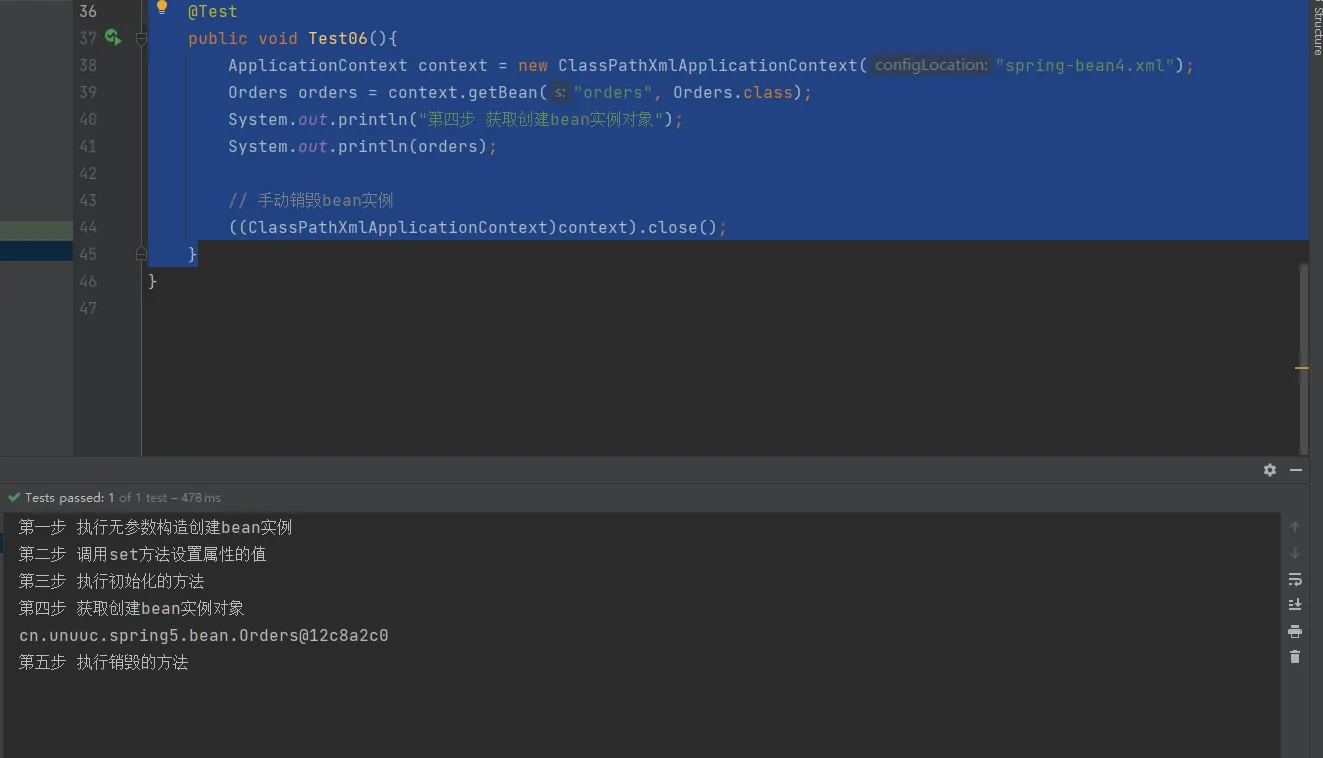 36 @Test
37 public void Test06(){
38 ApplicationContext context = new ClassPathXmlApplicationContext( configLocation: "spring-bean4.xml");
39 Orders orders = context.getBean( s: "orders", Orders.class);
40 System.out.println("第四步 获取创建bean实例对象");
41 System.out.println(orders);
42
43 // 手动销毁bean实例
44 ((ClassPathXmlApplicationContext)context).close();
45 }
46 }
47
Structure
Tests passed: 1 of 1 test – 478 ms
第一步 执行无参数构造创建bean实例
第二步 调用set方法设置属性的值
第三步 执行初始化的方法
第四步 获取创建bean实例对象
cn.unuuc.spring5.bean.Orders@12c8a2c0
第五步 执行销毁的方法